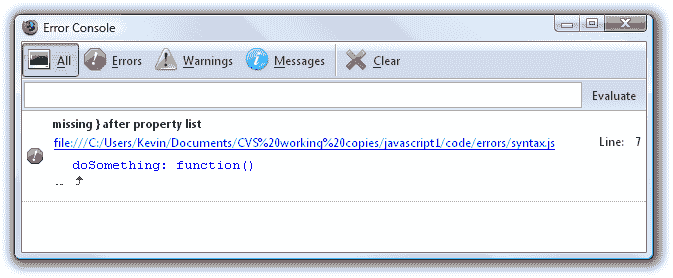 Error Console
All Errors Warnings Messages Clear
Evaluate
missing } after property list
file:///C:/Users/Kevin/Documents/CVS%20working%20copies/javascript1/code/errors/syntax.js Line: 7
doSomething: function()
..